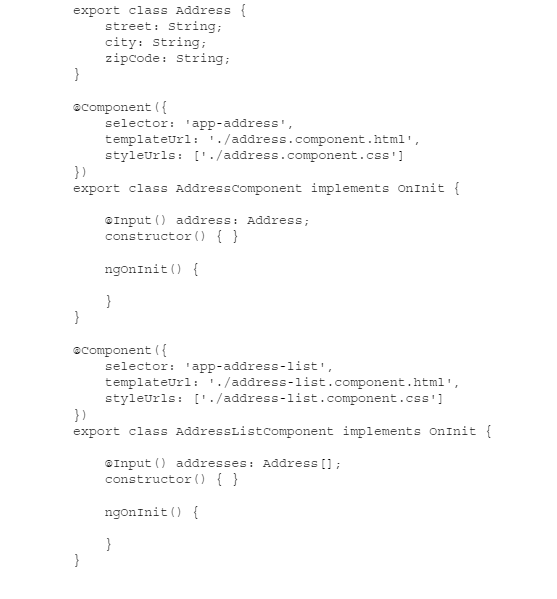 export class Address {
street: String;
city: String;
zipCode: String;
}
@Component({
selector: 'app-address',
templateUrl: './address.component.html',
styleUrls: ['./address.component.css']
})
export class AddressComponent implements OnInit {
@Input() address: Address;
constructor() { }
ngOnInit() {
}
}
@Component({
selector: 'app-address-list',
templateUrl: './address-list.component.html',
styleUrls: ['./address-list.component.css']
})
export class AddressListComponent implements OnInit {
@Input() addresses: Address[];
constructor() { }
ngOnInit() {
}
}